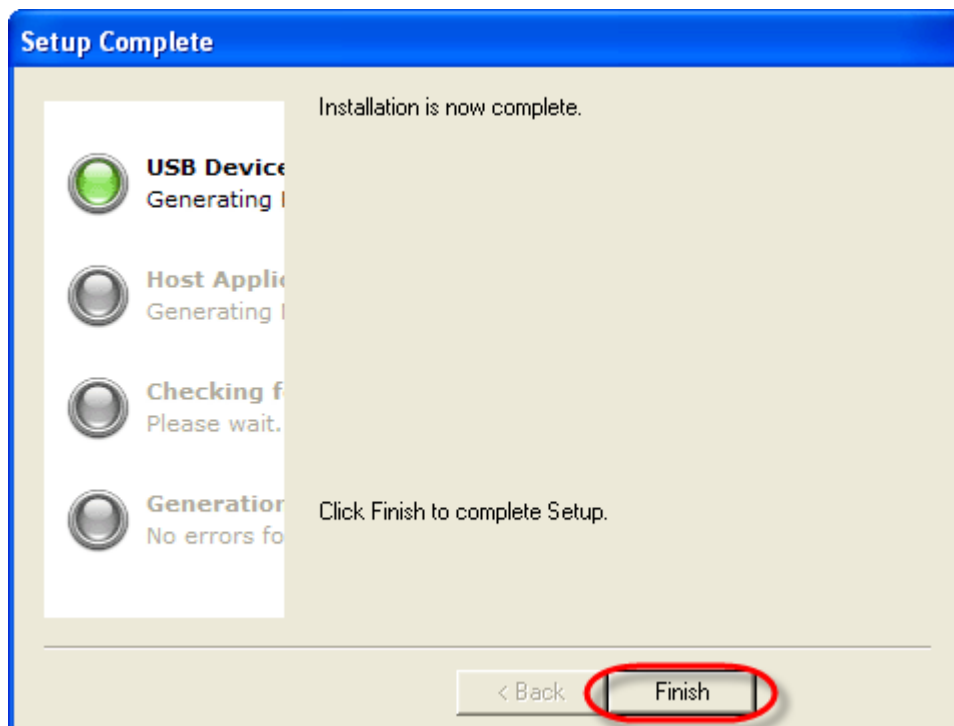 Setup Complete
Installation is now complete.
USB Device
Generating
Host Applic
Generating
Checking f
Please wait.
Generation
No errors fo
Click Finish to complete Setup.
< Back
Finish